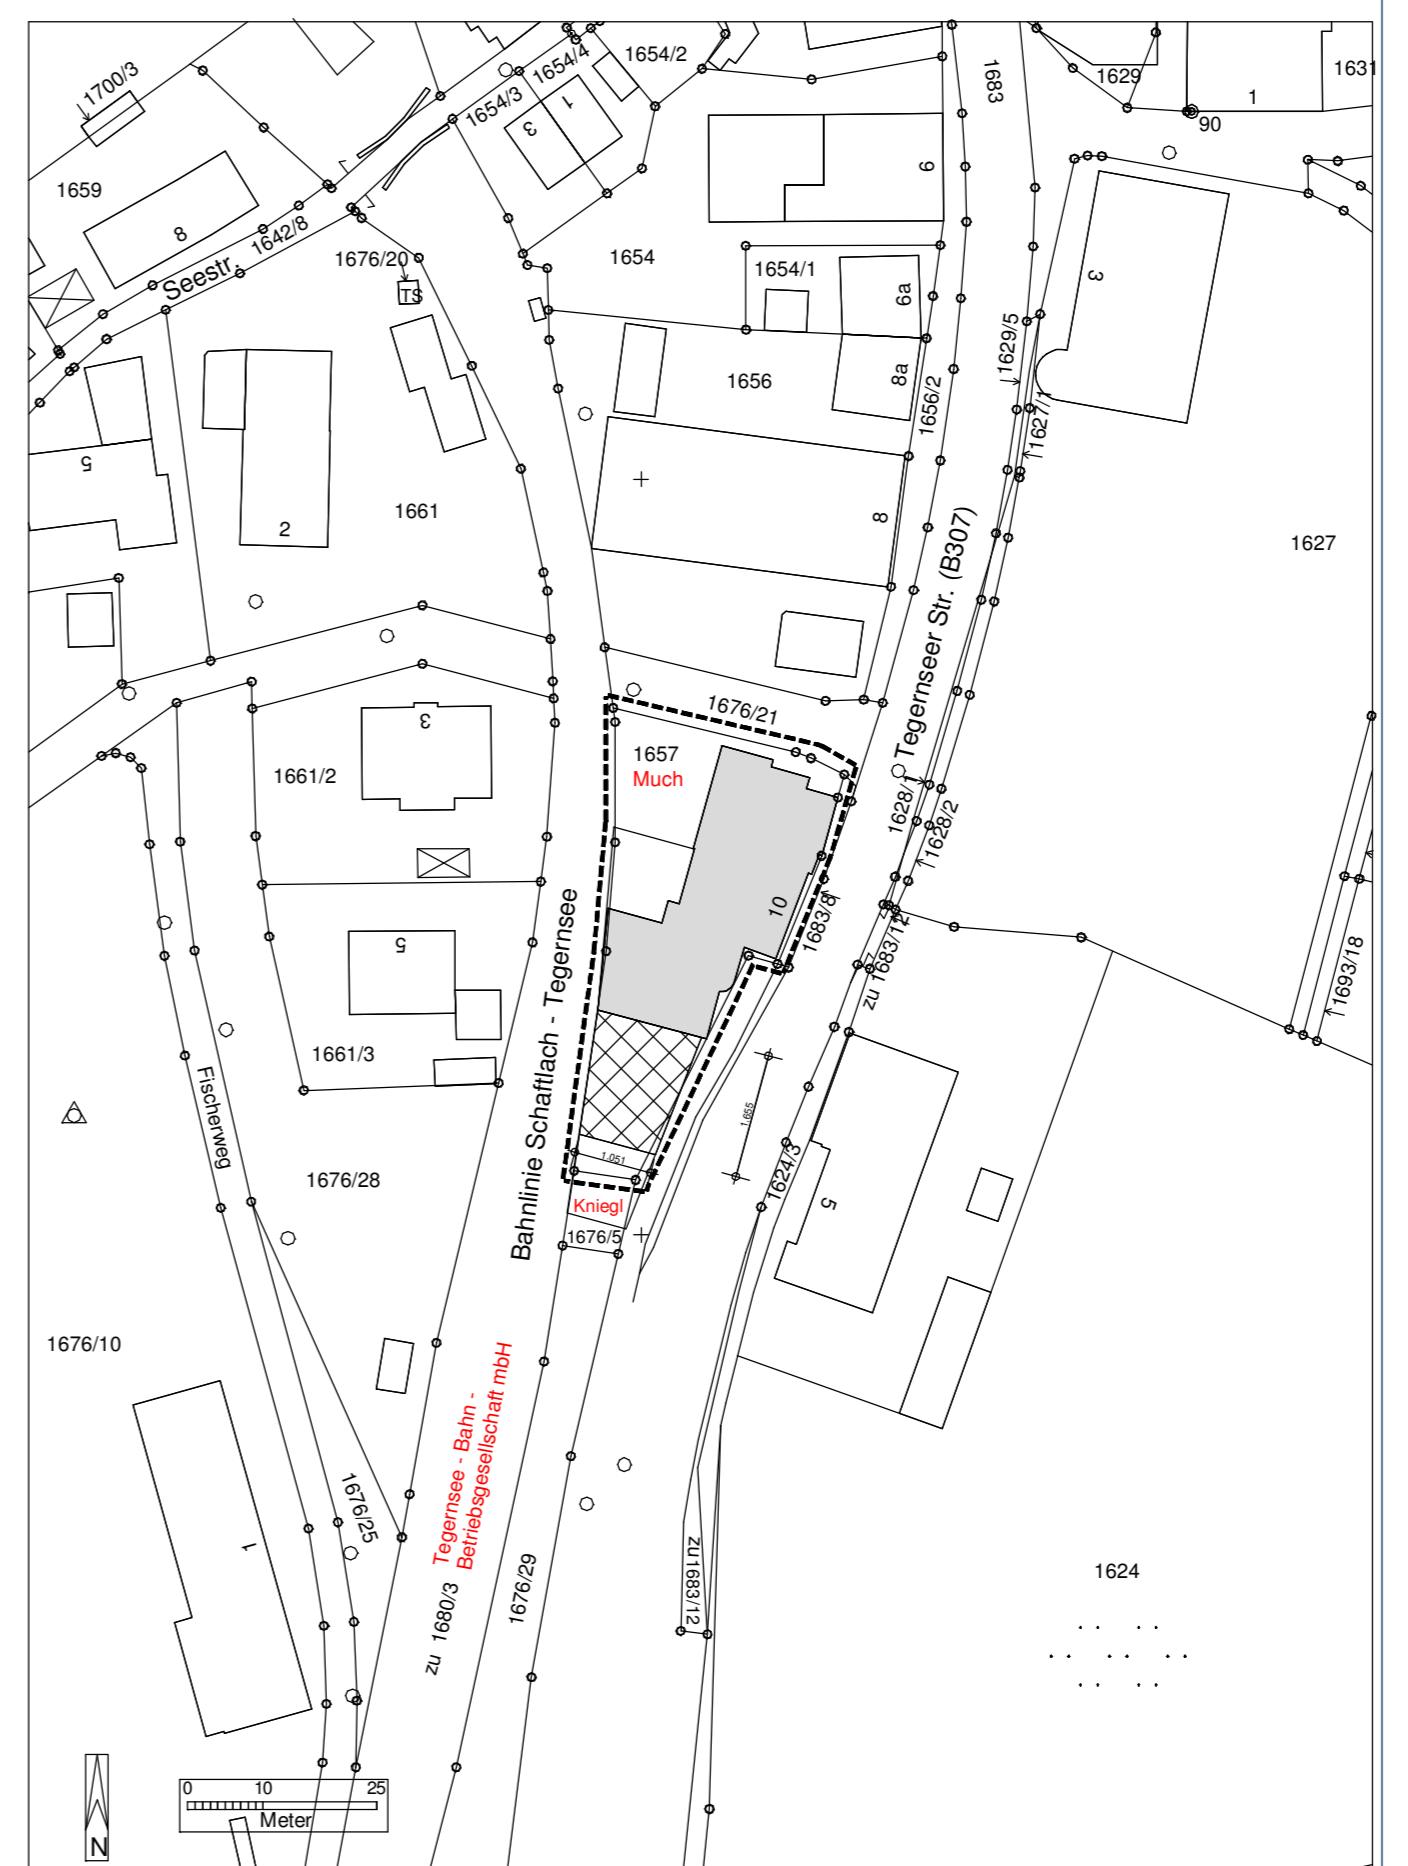 1700/3
1654/4
1654/2
1683
1629
1631
1
90
1654/3
1
3
1659
8
1642/8
Seestr.
1676/20
TS
1654
1654/1
6
6a
3
1629/5
8a
1656
1656/2
1627/1
5
2
1661
8
Tegernseer Str. (B307)
1627
1676/21
1657
Much
3
1661/2
1628/1
1628/2
10
1683/8
zu 1683/12
1693/18
5
1661/3
Bahnlinie Schaftlach - Tegernsee
Fischerweg
1.655
1.051
1624/3
5
1676/28
Kniegl
1676/5
1676/10
Tegernsee - Bahn -
Betriebsgesellschaft mbH
1
1676/25
zu 1680/3
1676/29
zu 1683/12
1624
0 10 25
Meter
N